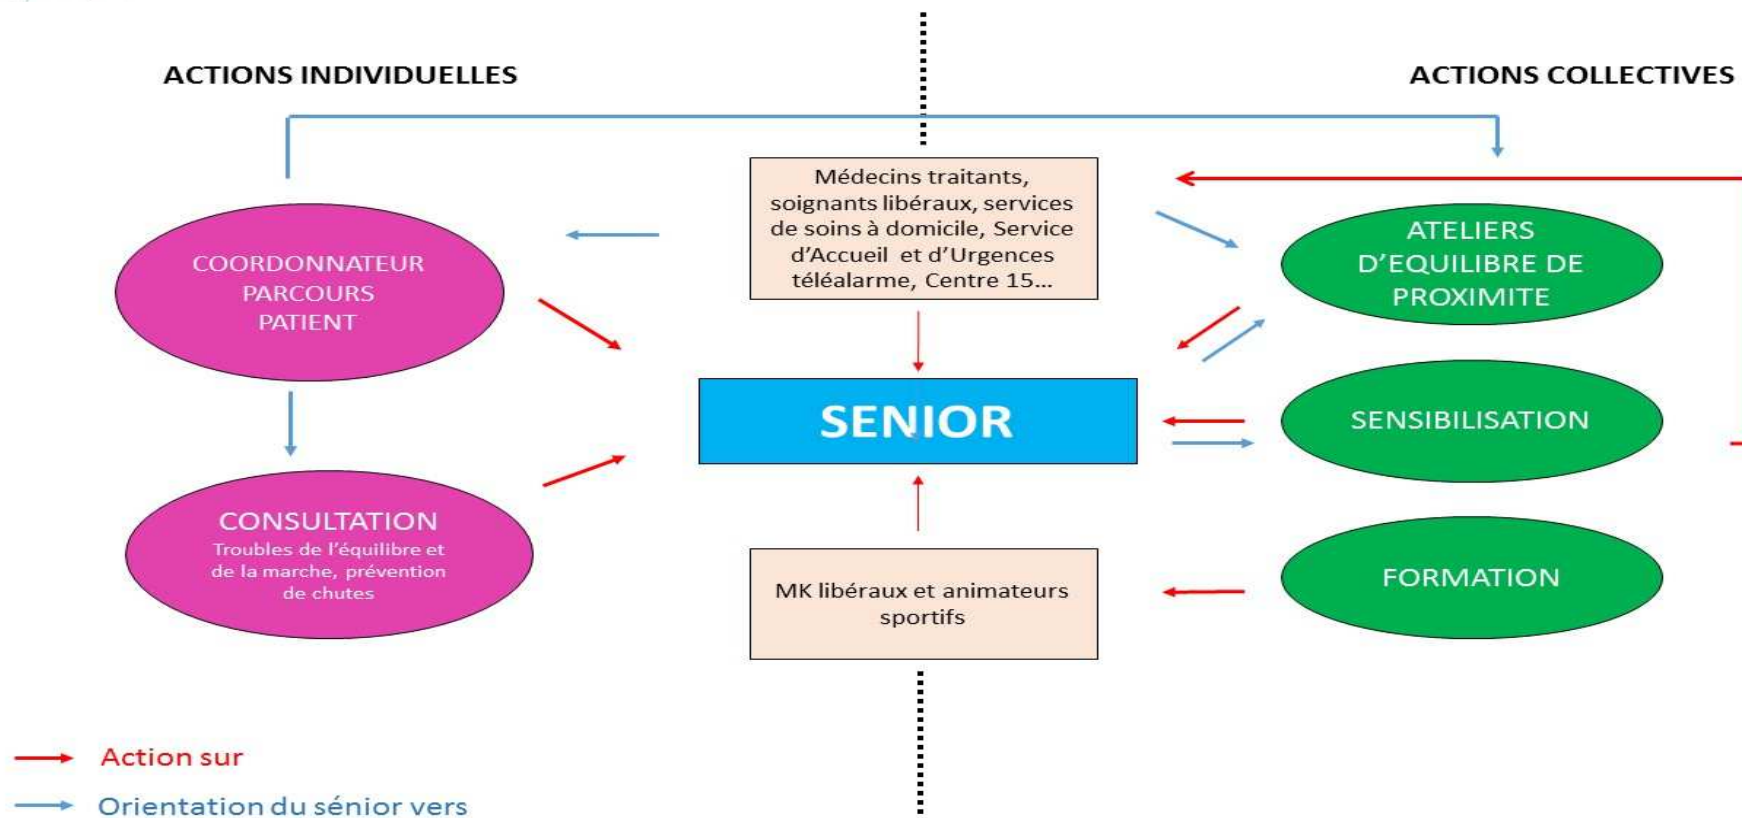 ACTIONS INDIVIDUELLES
ACTIONS COLLECTIVES
Médecins traitants,
soignants libéraux, services
de soins à domicile, Service
d’Accueil et d’Urgences
téléalarme, Centre 15...
COORDONNATEUR
PARCOURS
PATIENT
ATELIERS
D’EQUILIBRE DE
PROXIMITE
SENIOR
SENSIBILISATION
CONSULTATION
Troubles de l’équilibre et
de la marche, prévention
de chutes
MK libéraux et animateurs
sportifs
FORMATION
Action sur
Orientation du sénior vers